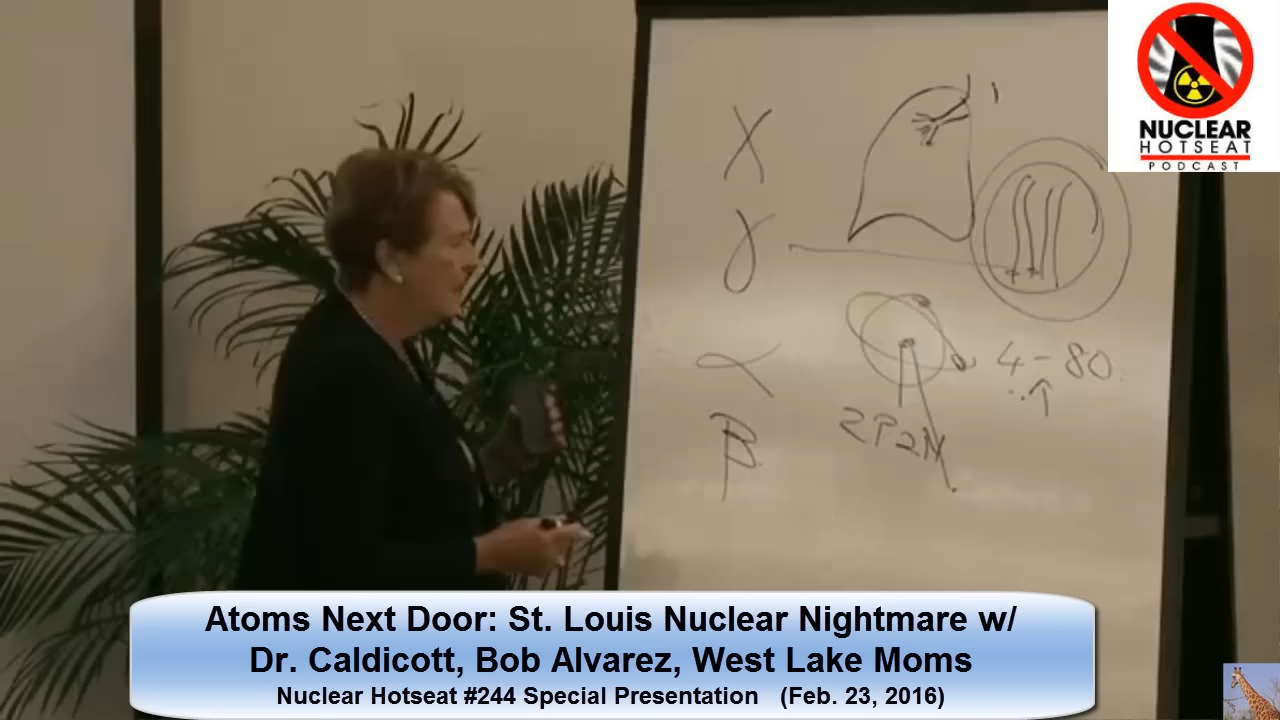 NUCLEAR
HOTSEAT
PODCAST
X
γ
α
β
4-80
2P2N
Atoms Next Door: St. Louis Nuclear Nightmare w/
Dr. Caldicott, Bob Alvarez, West Lake Moms
Nuclear Hotseat #244 Special Presentation (Feb. 23, 2016)